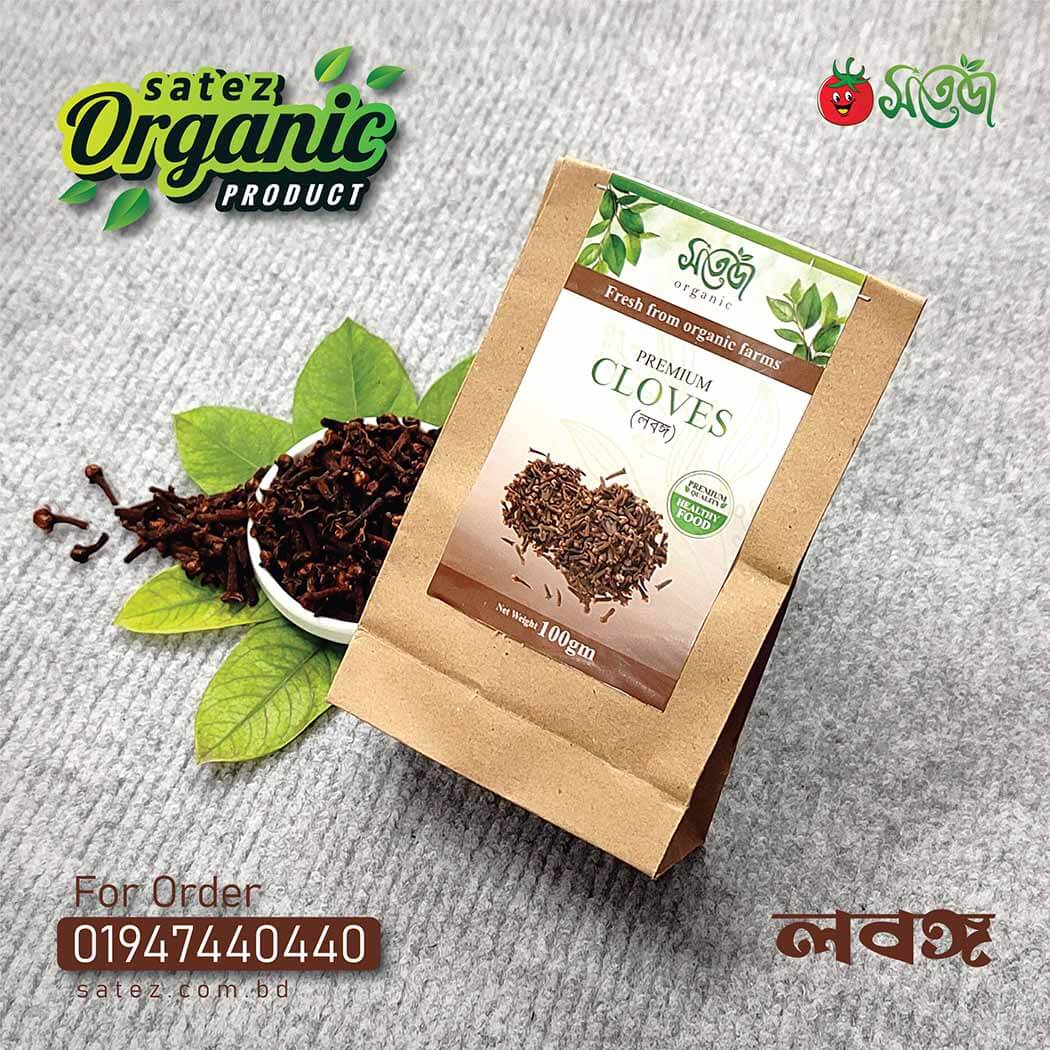 satez
Organic
PRODUCT
সতেজ
সতেজ
organic
Fresh from organic farms
PREMIUM
CLOVES
(লবঙ্গ)
PREMIUM
QUALITY
HEALTHY
FOOD
Net Weight 100gm
For Order
01947440440
satez.com.bd
লবঙ্গ